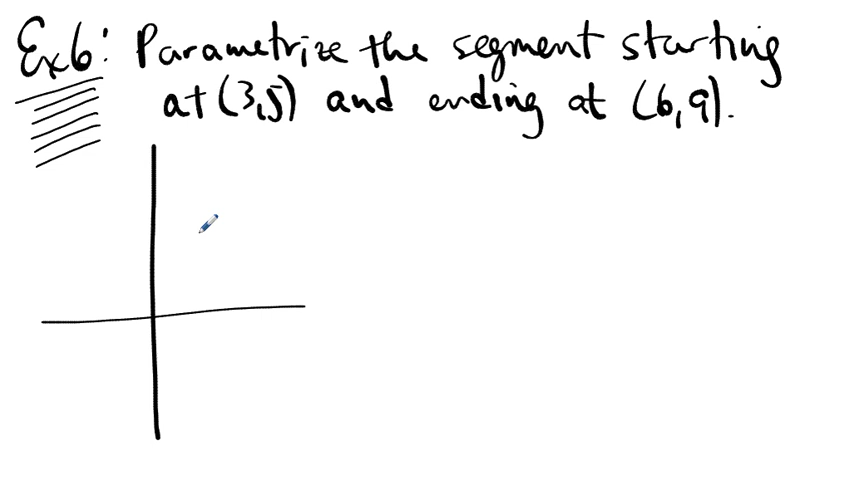 Ex6: Parametrize the segment starting
at (3,5) and ending at (6,9).